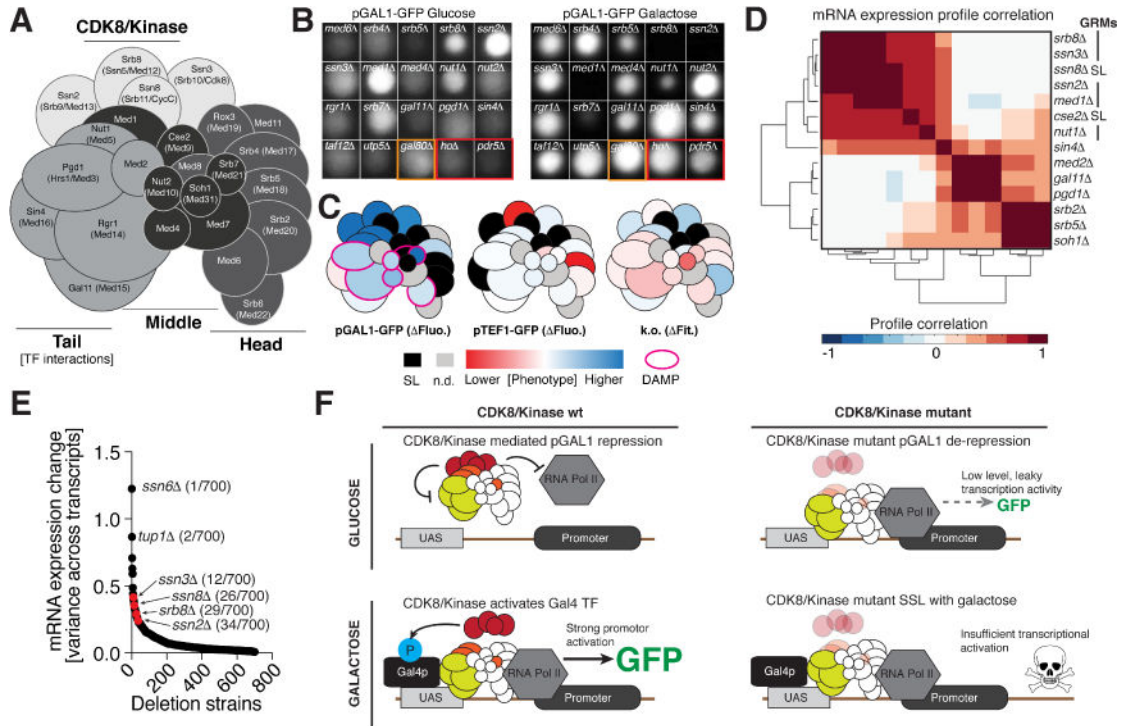 A
CDK8/Kinase
Srb8
(Ssn5/Med12)
Ssn3
(Srb10/Cdk8)
Ssn2
(Srb9/Med13)
Ssn8
(Srb11/CycC)
Med1
Nut1
(Med5)
Cse2
(Med9)
Rox3
(Med19)
Med11
Pgd1
(Hrs1/Med3)
Med2
Med8
Srb4 (Med17)
Srb7
(Med21)
Nut2
(Med10)
Soh1
(Med31)
Srb5
(Med18)
Sin4
(Med16)
Rgr1
(Med14)
Med4
Med7
Srb2
(Med20)
Med6
Gal11 (Med15)
Srb6
(Med22)
Middle
Tail
[TF interactions]
Head
B
pGAL1-GFP Glucose
med6Δ srb4Δ srb5Δ srb8Δ ssn2Δ
ssn3Δ med1Δ med4Δ nut1Δ nut2Δ
rgr1Δ srb7Δ gal11Δ pgd1Δ sin4Δ
taf12Δ utp5Δ gal80Δ hoΔ pdr5Δ
pGAL1-GFP Galactose
med6Δ srb4Δ srb5Δ srb8Δ ssn2Δ
ssn3Δ med1Δ med4Δ nut1Δ nut2Δ
rgr1Δ srb7Δ gal11Δ pgd1Δ sin4Δ
taf12Δ utp5Δ gal80Δ hoΔ pdr5Δ
C
pGAL1-GFP (ΔFluo.) pTEF1-GFP (ΔFluo.) k.o. (ΔFit.)
SL n.d. Lower [Phenotype] Higher DAMP
D
mRNA expression profile correlation
GRMs
srb8Δ
ssn3Δ
ssn8Δ SL
ssn2Δ
med1Δ
cse2Δ SL
nut1Δ
sin4Δ
med2Δ
gal11Δ
pgd1Δ
srb2Δ
srb5Δ
soh1Δ
Profile correlation
-1 0 1
E
mRNA expression change
[variance across transcripts]
1.5
1.0
0.5
0.0
ssn6Δ (1/700)
tup1Δ (2/700)
ssn3Δ (12/700)
ssn8Δ (26/700)
srb8Δ (29/700)
ssn2Δ (34/700)
0 200 400 600 800
Deletion strains
F
CDK8/Kinase wt
CDK8/Kinase mutant
GLUCOSE
CDK8/Kinase mediated pGAL1 repression
RNA Pol II
UAS
Promoter
CDK8/Kinase mutant pGAL1 de-repression
Low level, leaky
transcription activity
GFP
RNA Pol II
UAS
Promoter
GALACTOSE
CDK8/Kinase activates Gal4 TF
P
Strong promotor
activation
GFP
Gal4p
RNA Pol II
UAS
Promoter
CDK8/Kinase mutant SSL with galactose
Insufficient transcriptional
activation
Gal4p
RNA Pol II
UAS
Promoter